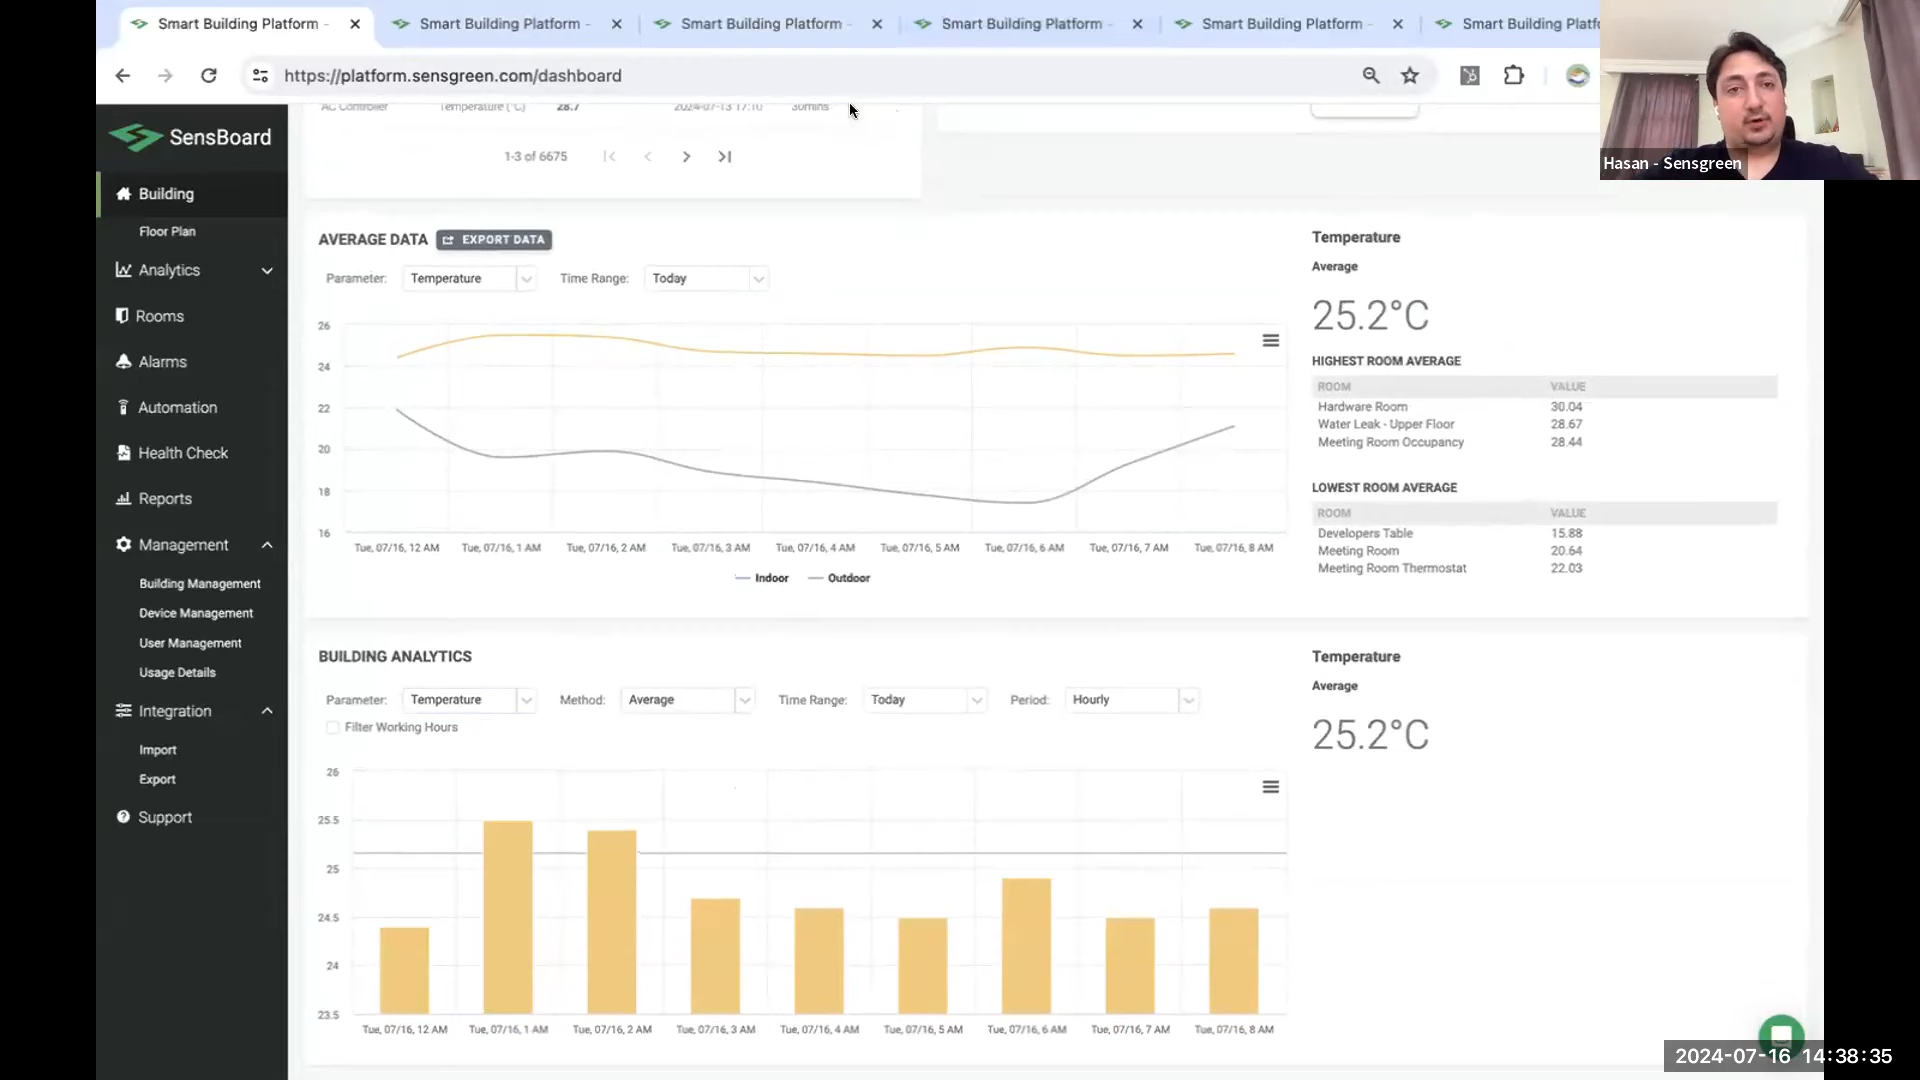 Smart Building Platform -
Smart Building Platform -
Smart Building Platform -
Smart Building Platform -
Smart Building Platform -
Smart Building Platf
https://platform.sensgreen.com/dashboard
Hasan - Sensgreen
SensBoard
Building
Floor Plan
Analytics
Rooms
Alarms
Automation
Health Check
Reports
Management
Building Management
Device Management
User Management
Usage Details
Integration
Import
Export
Support
AC Controller Temperature (°C) 28.7 2024-07-13 17:10 30mins
1-3 of 6675
AVERAGE DATA EXPORT DATA
Parameter: Temperature Time Range: Today
26
24
22
20
18
16
Tue, 07/16, 12 AM Tue, 07/16, 1 AM Tue, 07/16, 2 AM Tue, 07/16, 3 AM Tue, 07/16, 4 AM Tue, 07/16, 5 AM Tue, 07/16, 6 AM Tue, 07/16, 7 AM Tue, 07/16, 8 AM
Indoor Outdoor
Temperature
Average
25.2°C
HIGHEST ROOM AVERAGE
ROOM VALUE
Hardware Room 30.04
Water Leak - Upper Floor 28.67
Meeting Room Occupancy 28.44
LOWEST ROOM AVERAGE
ROOM VALUE
Developers Table 15.88
Meeting Room 20.64
Meeting Room Thermostat 22.03
BUILDING ANALYTICS
Parameter: Temperature Method: Average Time Range: Today Period: Hourly
Filter Working Hours
26
25.5
25
24.5
24
23.5
Tue, 07/16, 12 AM Tue, 07/16, 1 AM Tue, 07/16, 2 AM Tue, 07/16, 3 AM Tue, 07/16, 4 AM Tue, 07/16, 5 AM Tue, 07/16, 6 AM Tue, 07/16, 7 AM Tue, 07/16, 8 AM
Temperature
Average
25.2°C
2024-07-16 14:38:35